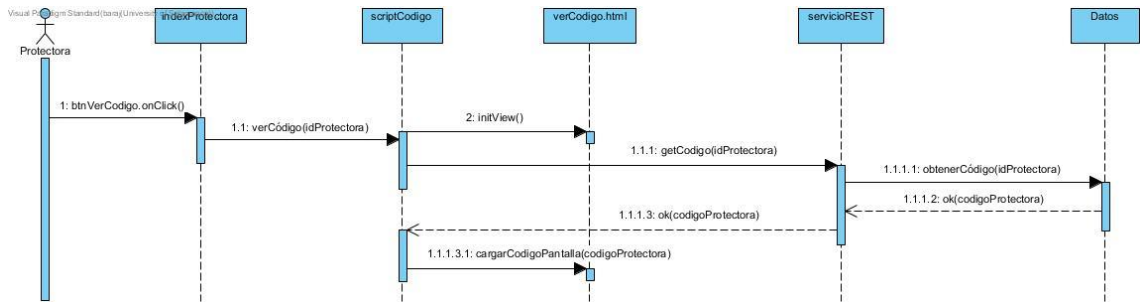 Visual Paradigm Standard(baraj(University
indexProtectora
scriptCodigo
verCodigo.html
servicioREST
Datos
Protectora
1: btnVerCodigo.onClick()
1.1: verCódigo(idProtectora)
2: initView()
1.1.1: getCodigo(idProtectora)
1.1.1.1: obtenerCódigo(idProtectora)
1.1.1.2: ok(codigoProtectora)
1.1.1.3: ok(codigoProtectora)
1.1.1.3.1: cargarCodigoPantalla(codigoProtectora)